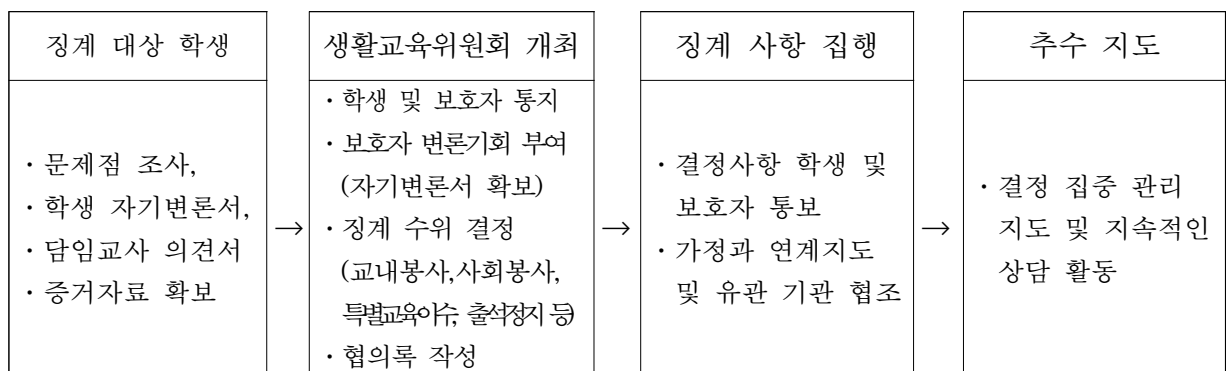 징계 대상 학생
· 문제점 조사,
· 학생 자기변론서,
· 담임교사 의견서
· 증거자료 확보
→
생활교육위원회 개최
· 학생 및 보호자 통지
· 보호자 변론기회 부여
(자기변론서 확보)
· 징계 수위 결정
(교내봉사,사회봉사,
특별교육이수, 출석정지 등)
· 협의록 작성
→
징계 사항 집행
· 결정사항 학생 및
보호자 통보
· 가정과 연계지도
및 유관 기관 협조
→
추수 지도
· 결정 집중 관리
지도 및 지속적인
상담 활동